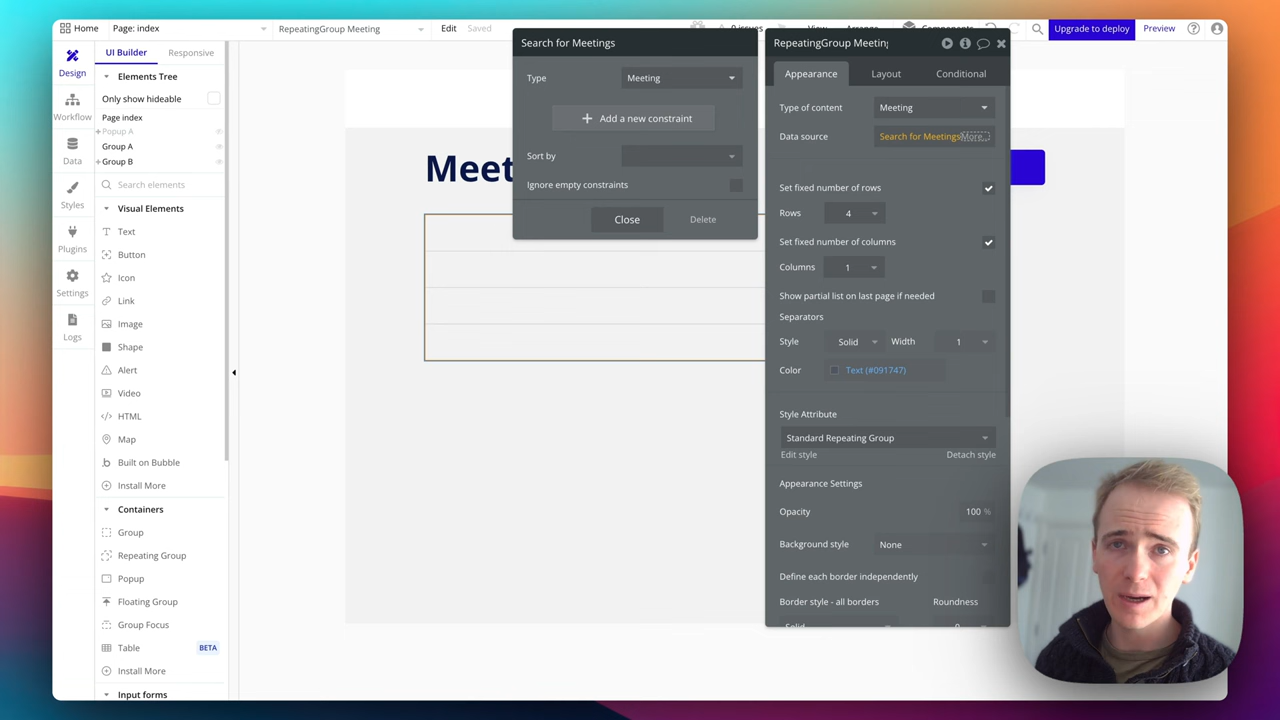 Home
Page: index
RepeatingGroup Meeting
Edit
Saved
Upgrade to deploy
Preview
Design
Workflow
Data
Styles
Plugins
Settings
Logs
UI Builder
Responsive
Elements Tree
Only show hideable
Page index
Popup A
Group A
Group B
Search elements
Visual Elements
Text
Button
Icon
Link
Image
Shape
Alert
Video
HTML
Map
Built on Bubble
Install More
Containers
Group
Repeating Group
Popup
Floating Group
Group Focus
Table BETA
Install More
Input forms
Meet
Search for Meetings
Type Meeting
Add a new constraint
Sort by
Ignore empty constraints
Close Delete
RepeatingGroup Meeting
Appearance Layout Conditional
Type of content Meeting
Data source Search for Meetings More...
Set fixed number of rows
Rows 4
Set fixed number of columns
Columns 1
Show partial list on last page if needed
Separators
Style Solid Width 1
Color Text (#091747)
Style Attribute
Standard Repeating Group
Edit style Detach style
Appearance Settings
Opacity 100 %
Background style None
Define each border independently
Border style - all borders Roundness
Solid 0